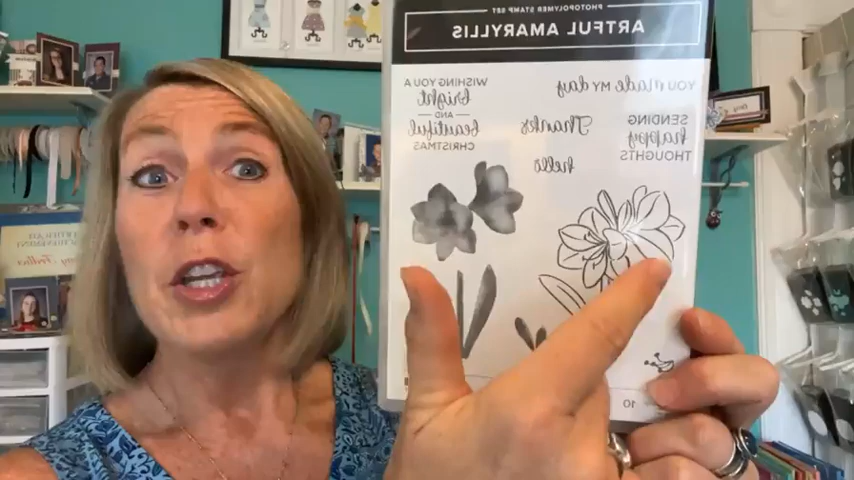 PHOTOPOLYMER STAMP SET
ARTFUL AMARYLLIS
WISHING YOU A
bright
AND
beautiful
CHRISTMAS
YOU made MY day
Thanks
SENDING
happy
THOUGHTS
hello
10